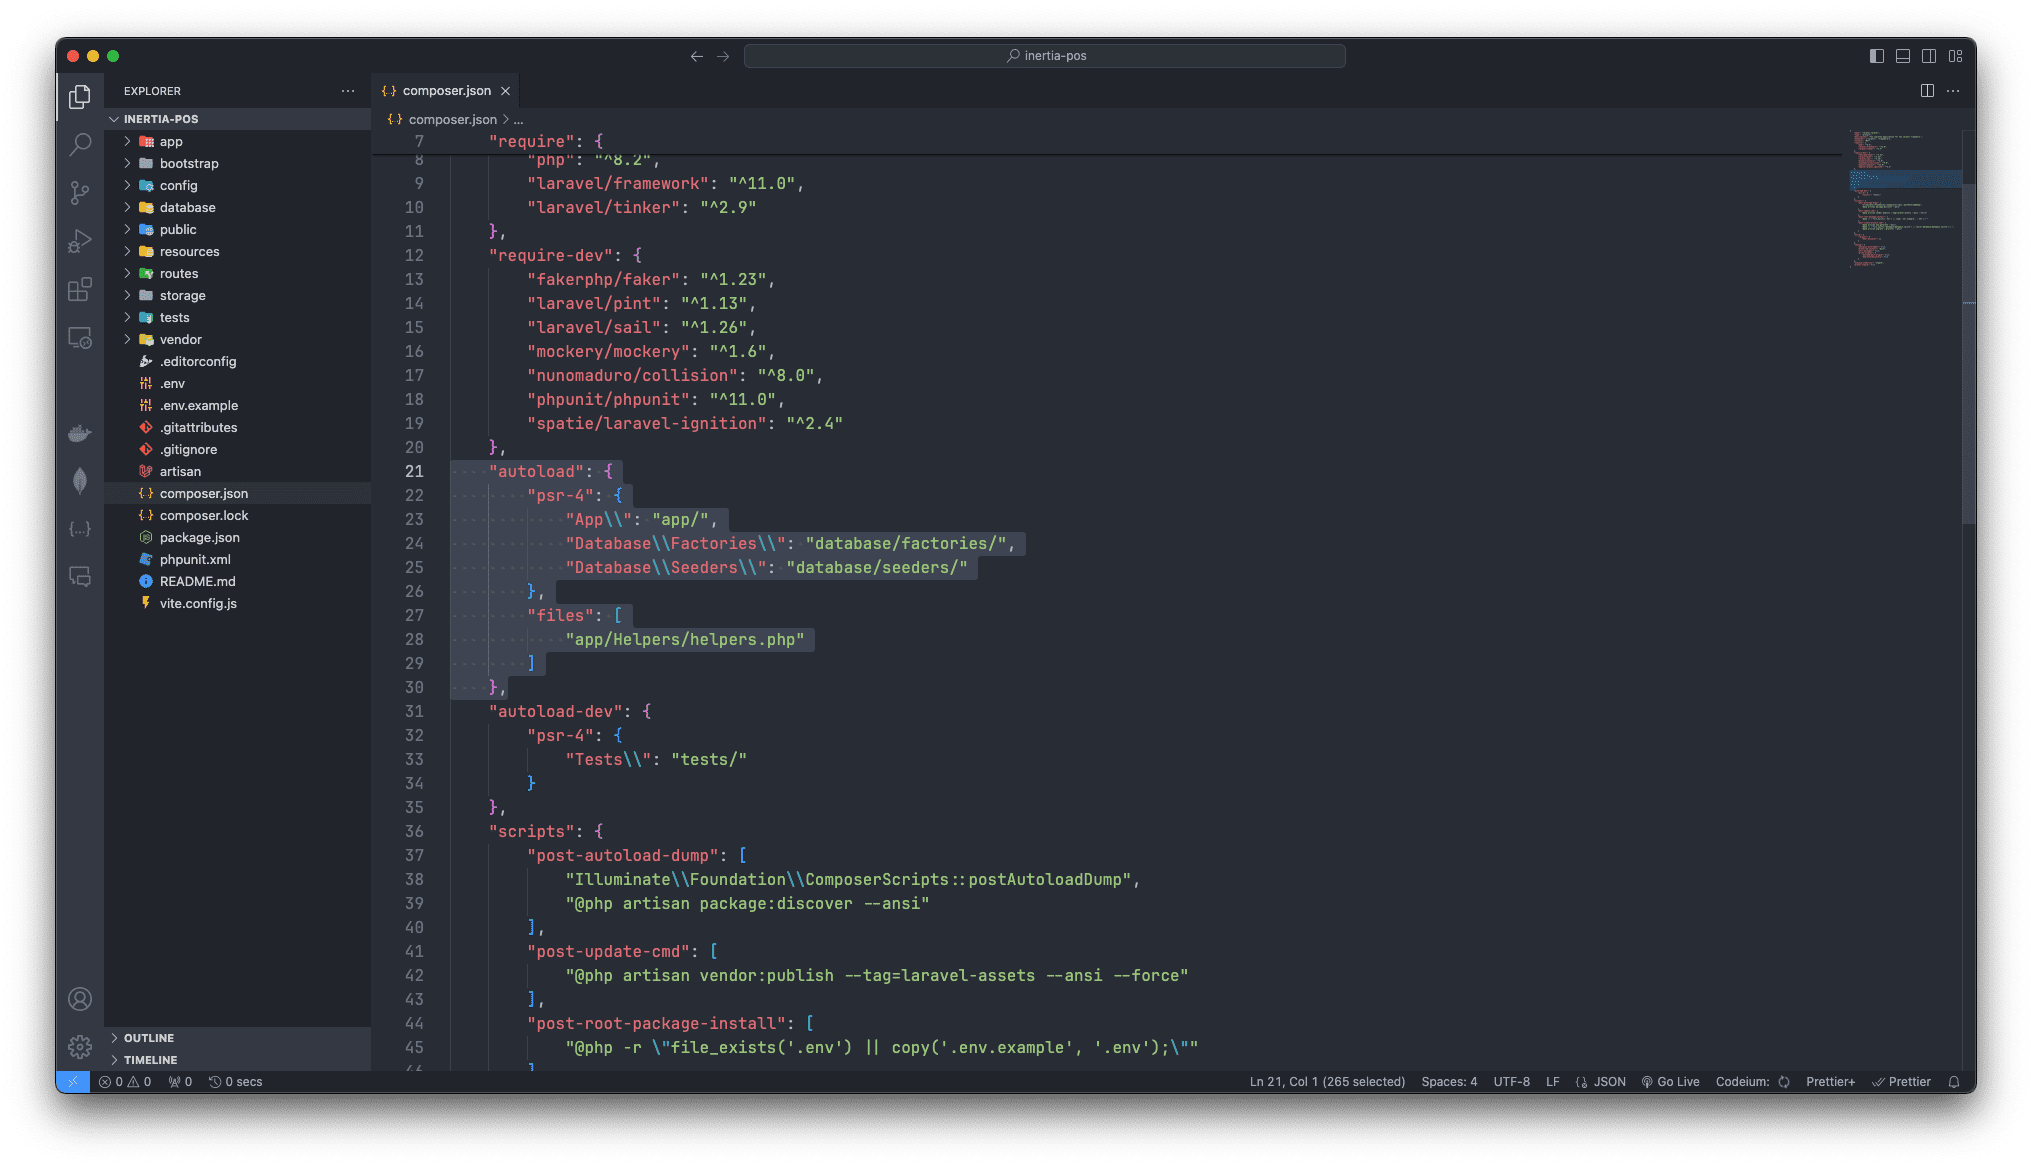 inertia-pos
EXPLORER
composer.json
INERTIA-POS
composer.json > ...
app
bootstrap
config
database
public
resources
routes
storage
tests
vendor
.editorconfig
.env
.env.example
.gitattributes
.gitignore
artisan
composer.json
composer.lock
package.json
phpunit.xml
README.md
vite.config.js
OUTLINE
TIMELINE
7 "require": {
8 "php": "^8.2",
9 "laravel/framework": "^11.0",
10 "laravel/tinker": "^2.9"
11 },
12 "require-dev": {
13 "fakerphp/faker": "^1.23",
14 "laravel/pint": "^1.13",
15 "laravel/sail": "^1.26",
16 "mockery/mockery": "^1.6",
17 "nunomaduro/collision": "^8.0",
18 "phpunit/phpunit": "^11.0",
19 "spatie/laravel-ignition": "^2.4"
20 },
21 "autoload": {
22 "psr-4": {
23 "App\\": "app/",
24 "Database\\Factories\\": "database/factories/",
25 "Database\\Seeders\\": "database/seeders/"
26 },
27 "files": [
28 "app/Helpers/helpers.php"
29 ]
30 },
31 "autoload-dev": {
32 "psr-4": {
33 "Tests\\": "tests/"
34 }
35 },
36 "scripts": {
37 "post-autoload-dump": [
38 "Illuminate\\Foundation\\ComposerScripts::postAutoloadDump",
39 "@php artisan package:discover --ansi"
40 ],
41 "post-update-cmd": [
42 "@php artisan vendor:publish --tag=laravel-assets --ansi --force"
43 ],
44 "post-root-package-install": [
45 "@php -r \"file_exists('.env') || copy('.env.example', '.env');\""
46 ]
0 0 0 0 secs Ln 21, Col 1 (265 selected) Spaces: 4 UTF-8 LF JSON Go Live Codeium: Prettier+ Prettier